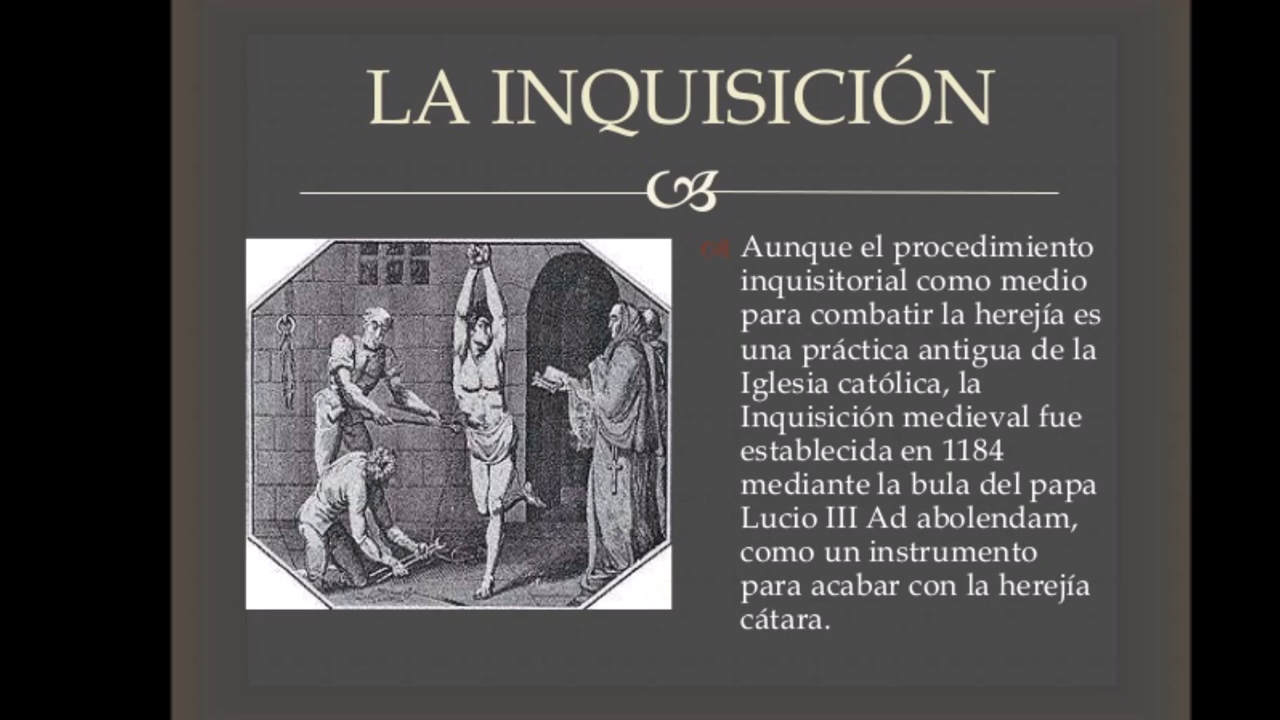 LA INQUISICIÓN
Aunque el procedimiento
inquisitorial como medio
para combatir la herejía es
una práctica antigua de la
Iglesia católica, la
Inquisición medieval fue
establecida en 1184
mediante la bula del papa
Lucio III Ad abolendam,
como un instrumento
para acabar con la herejía
cátara.